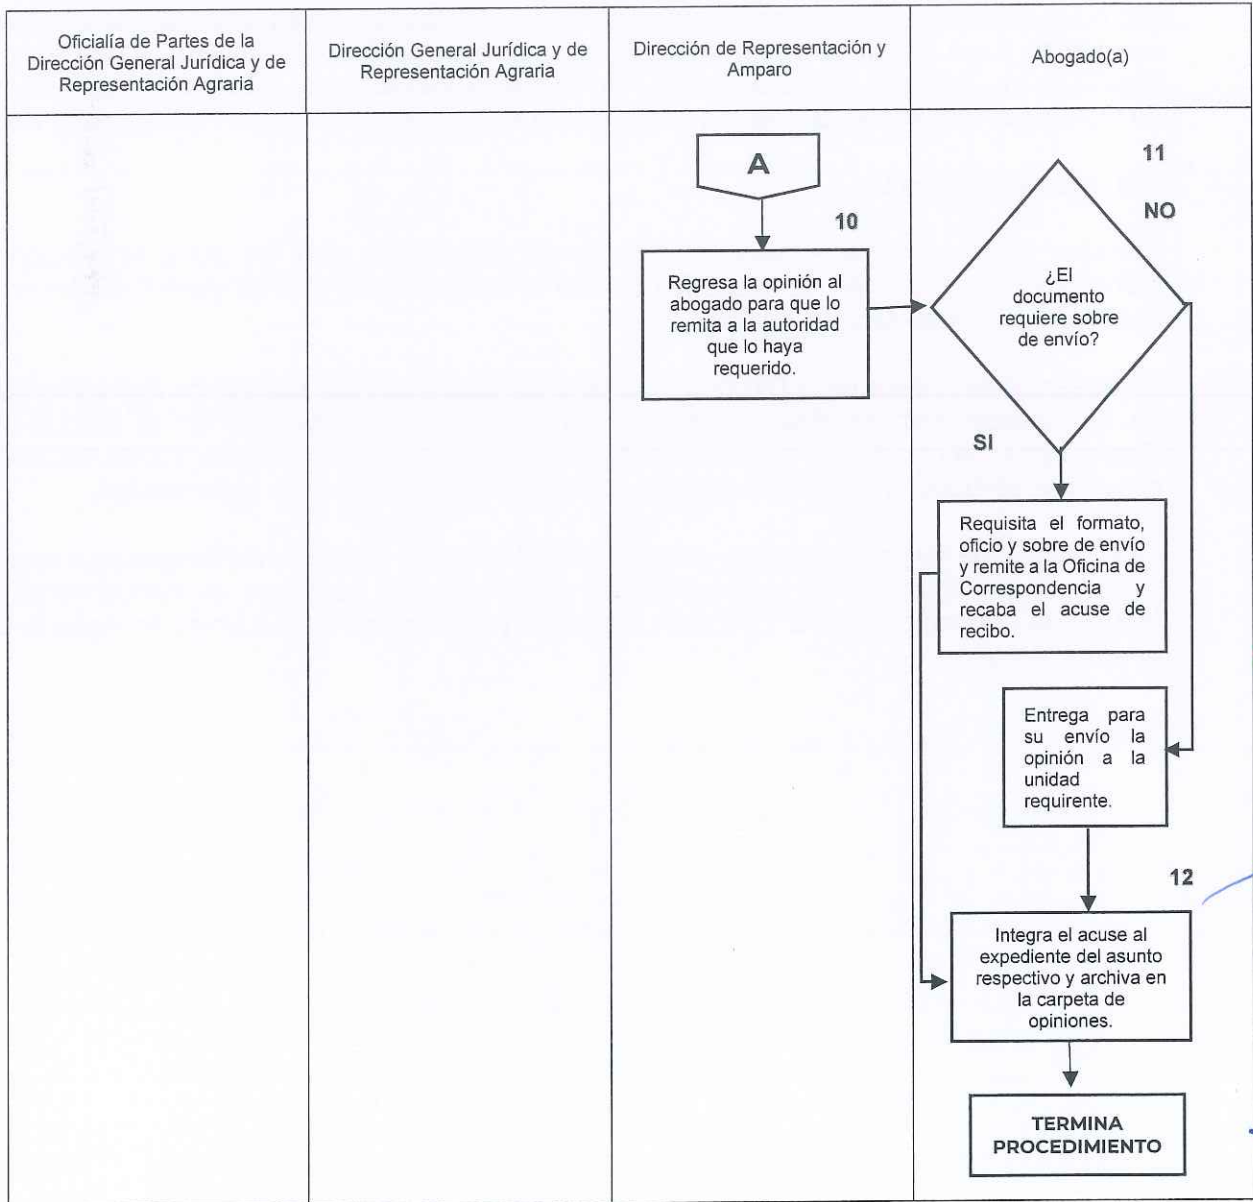 Oficialía de Partes de la
Dirección General Jurídica y de
Representación Agraria
Dirección General Jurídica y de
Representación Agraria
Dirección de Representación y
Amparo
Abogado(a)
A
10
Regresa la opinión al
abogado para que lo
remita a la autoridad
que lo haya
requerido.
11
NO
¿El
documento
requiere sobre
de envío?
SI
Requisita el formato,
oficio y sobre de envío
y remite a la Oficina de
Correspondencia y
recaba el acuse de
recibo.
Entrega para
su envío la
opinión a la
unidad
requirente.
12
Integra el acuse al
expediente del asunto
respectivo y archiva en
la carpeta de
opiniones.
TERMINA
PROCEDIMIENTO